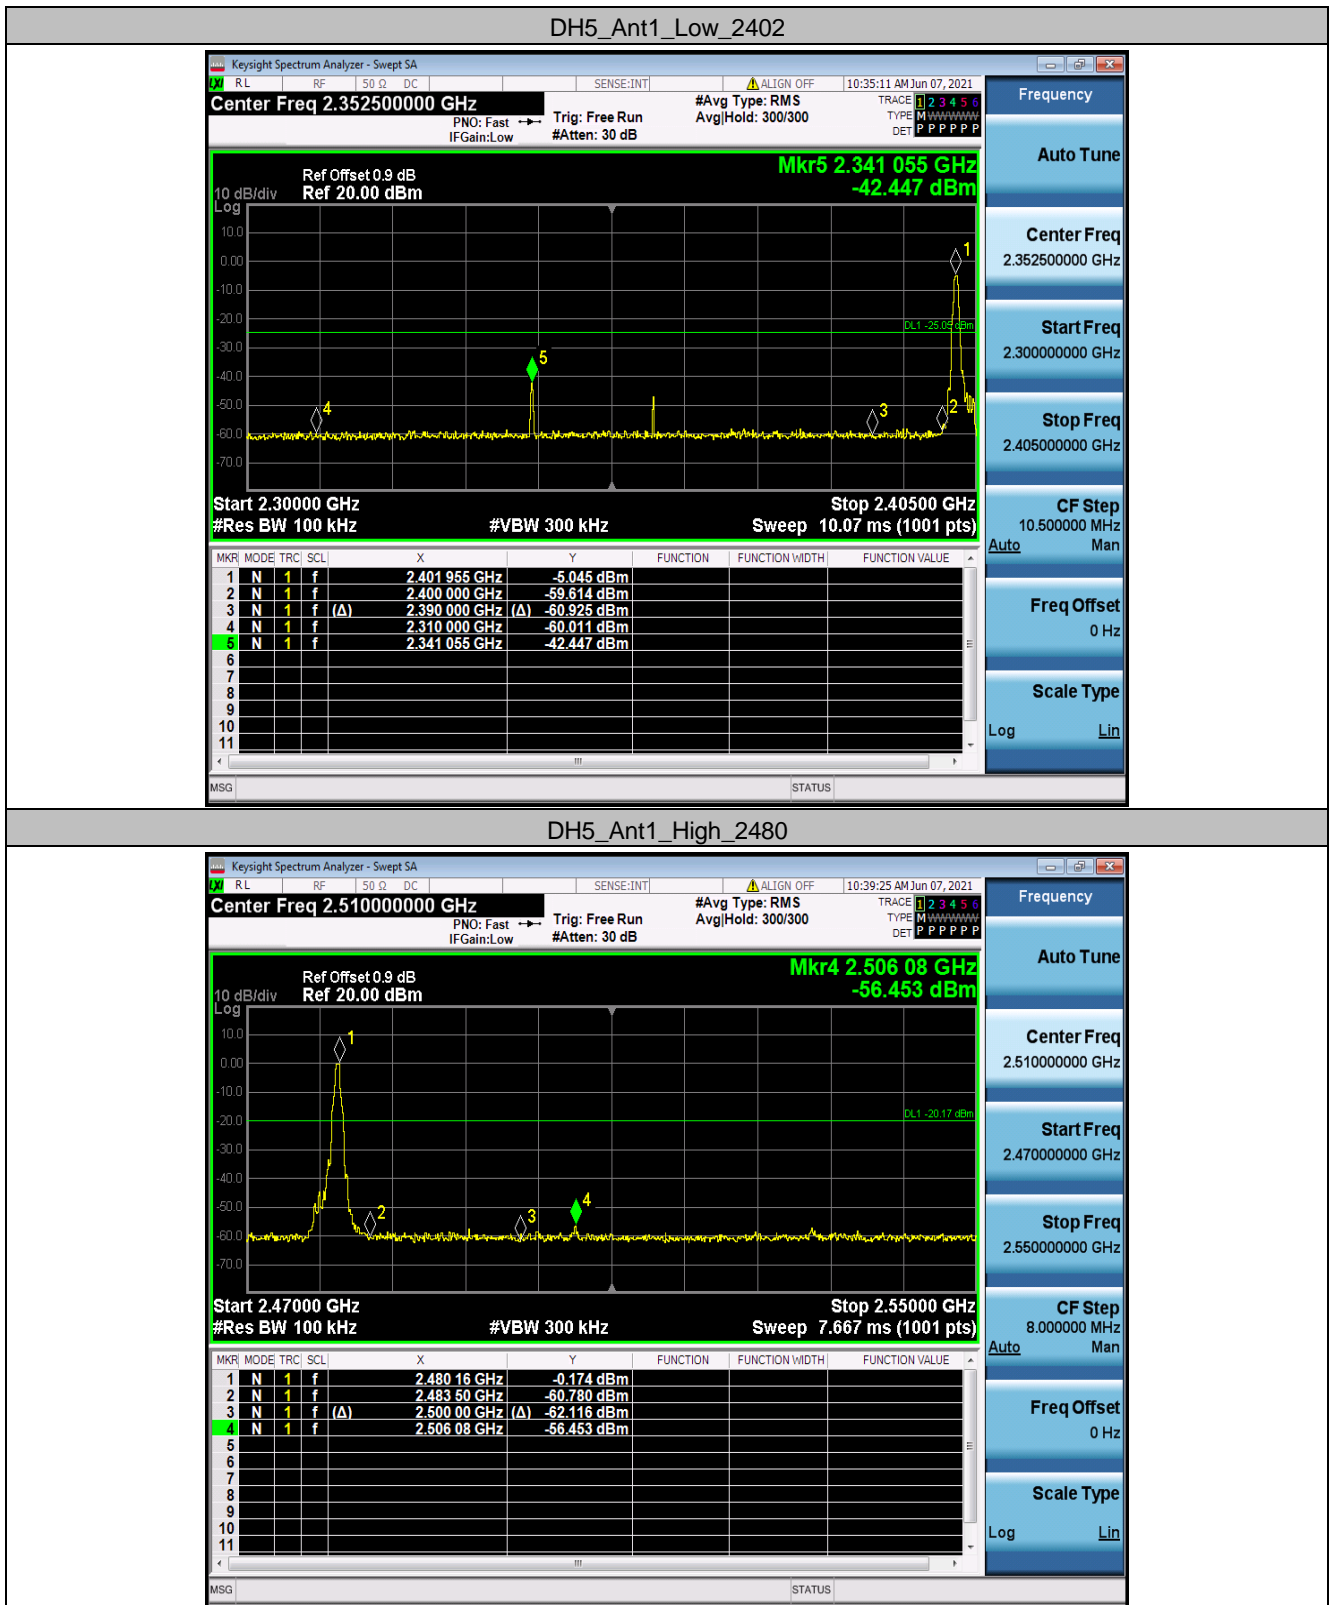 DH5_Ant1_Low_2402
Keysight Spectrum Analyzer - Swept SA
LXI RL RF 50 Ω DC SENSE:INT ALIGN OFF 10:35:11 AM Jun 07, 2021
Center Freq 2.352500000 GHz
PNO: Fast
IFGain:Low
Trig: Free Run
#Atten: 30 dB
#Avg Type: RMS
Avg|Hold: 300/300
TRACE 1 2 3 4 5 6
TYPE M WWWWW
DET P P P P P P
Frequency
Auto Tune
Mkr5 2.341 055 GHz
-42.447 dBm
Ref Offset 0.9 dB
10 dB/div Ref 20.00 dBm
Log
10.0
0.00
-10.0
-20.0
-30.0
-40.0
-50.0
-60.0
-70.0
DL1 -25.05 dBm
1
2
3
4
5
Center Freq
2.352500000 GHz
Start Freq
2.300000000 GHz
Stop Freq
2.405000000 GHz
CF Step
10.500000 MHz
Auto Man
Freq Offset
0 Hz
Scale Type
Log Lin
Start 2.30000 GHz Stop 2.40500 GHz
#Res BW 100 kHz #VBW 300 kHz Sweep 10.07 ms (1001 pts)
MKR MODE TRC SCL X Y FUNCTION FUNCTION WIDTH FUNCTION VALUE
1 N 1 f 2.401 955 GHz -5.045 dBm
2 N 1 f 2.400 000 GHz -59.614 dBm
3 N 1 f (Δ) 2.390 000 GHz (Δ) -60.925 dBm
4 N 1 f 2.310 000 GHz -60.011 dBm
5 N 1 f 2.341 055 GHz -42.447 dBm
6
7
8
9
10
11
MSG STATUS
DH5_Ant1_High_2480
Keysight Spectrum Analyzer - Swept SA
LXI RL RF 50 Ω DC SENSE:INT ALIGN OFF 10:39:25 AM Jun 07, 2021
Center Freq 2.510000000 GHz
PNO: Fast
IFGain:Low
Trig: Free Run
#Atten: 30 dB
#Avg Type: RMS
Avg|Hold: 300/300
TRACE 1 2 3 4 5 6
TYPE M WWWWW
DET P P P P P P
Frequency
Auto Tune
Mkr4 2.506 08 GHz
-56.453 dBm
Ref Offset 0.9 dB
10 dB/div Ref 20.00 dBm
Log
10.0
0.00
-10.0
-20.0
-30.0
-40.0
-50.0
-60.0
-70.0
DL1 -20.17 dBm
1
2
3
4
Center Freq
2.510000000 GHz
Start Freq
2.470000000 GHz
Stop Freq
2.550000000 GHz
CF Step
8.000000 MHz
Auto Man
Freq Offset
0 Hz
Scale Type
Log Lin
Start 2.47000 GHz Stop 2.55000 GHz
#Res BW 100 kHz #VBW 300 kHz Sweep 7.667 ms (1001 pts)
MKR MODE TRC SCL X Y FUNCTION FUNCTION WIDTH FUNCTION VALUE
1 N 1 f 2.480 16 GHz -0.174 dBm
2 N 1 f 2.483 50 GHz -60.780 dBm
3 N 1 f (Δ) 2.500 00 GHz (Δ) -62.116 dBm
4 N 1 f 2.506 08 GHz -56.453 dBm
5
6
7
8
9
10
11
MSG STATUS